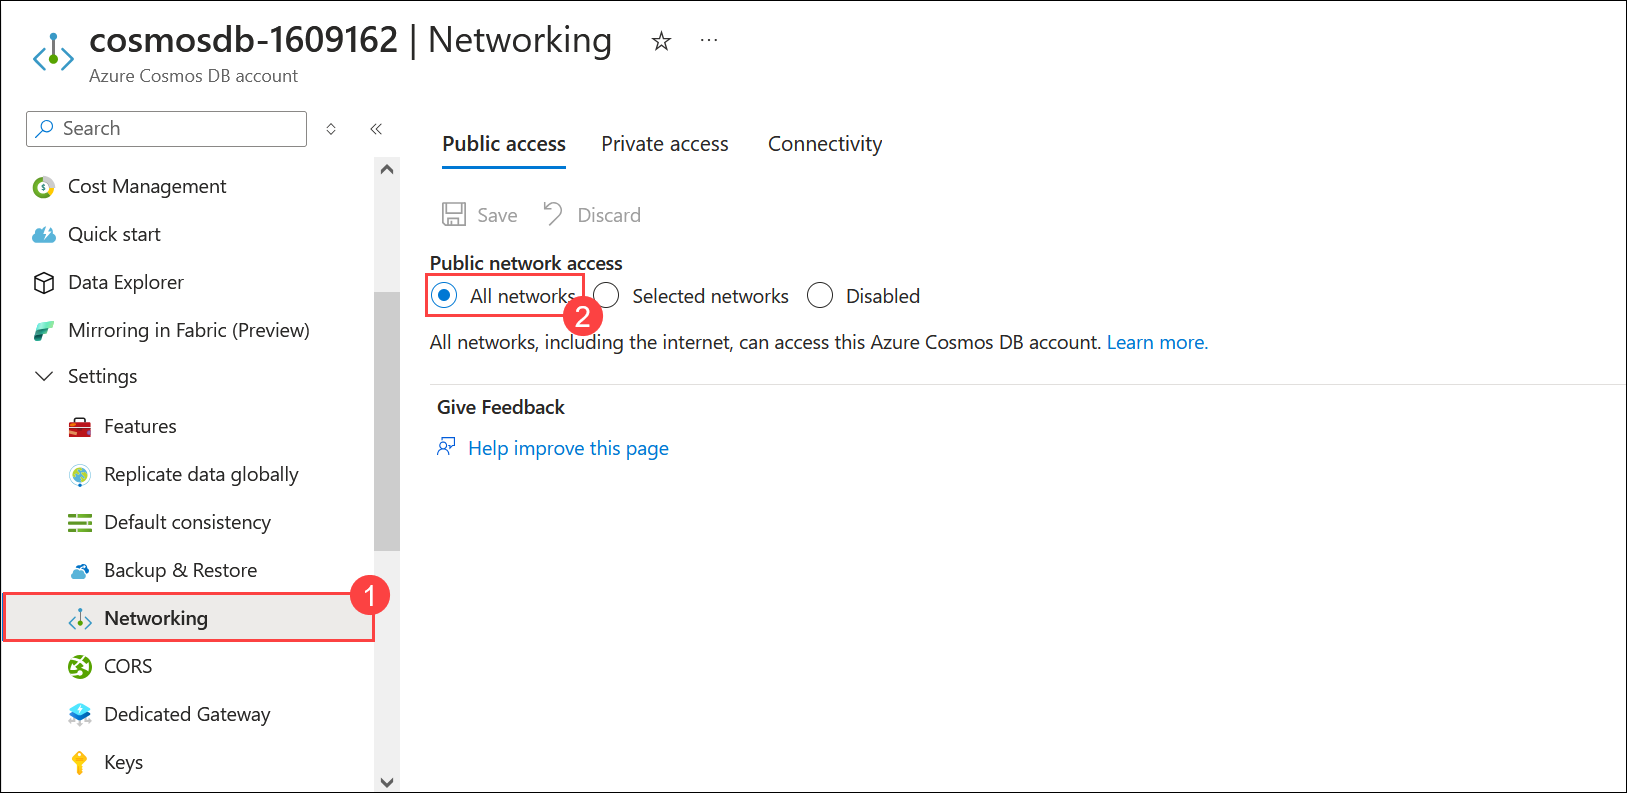 cosmosdb-1609162 | Networking
Azure Cosmos DB account
Search
Cost Management
Quick start
Data Explorer
Mirroring in Fabric (Preview)
Settings
Features
Replicate data globally
Default consistency
Backup & Restore
Networking
1
CORS
Dedicated Gateway
Keys
Public access Private access Connectivity
Save Discard
Public network access
All networks Selected networks Disabled
2
All networks, including the internet, can access this Azure Cosmos DB account. Learn more.
Give Feedback
Help improve this page